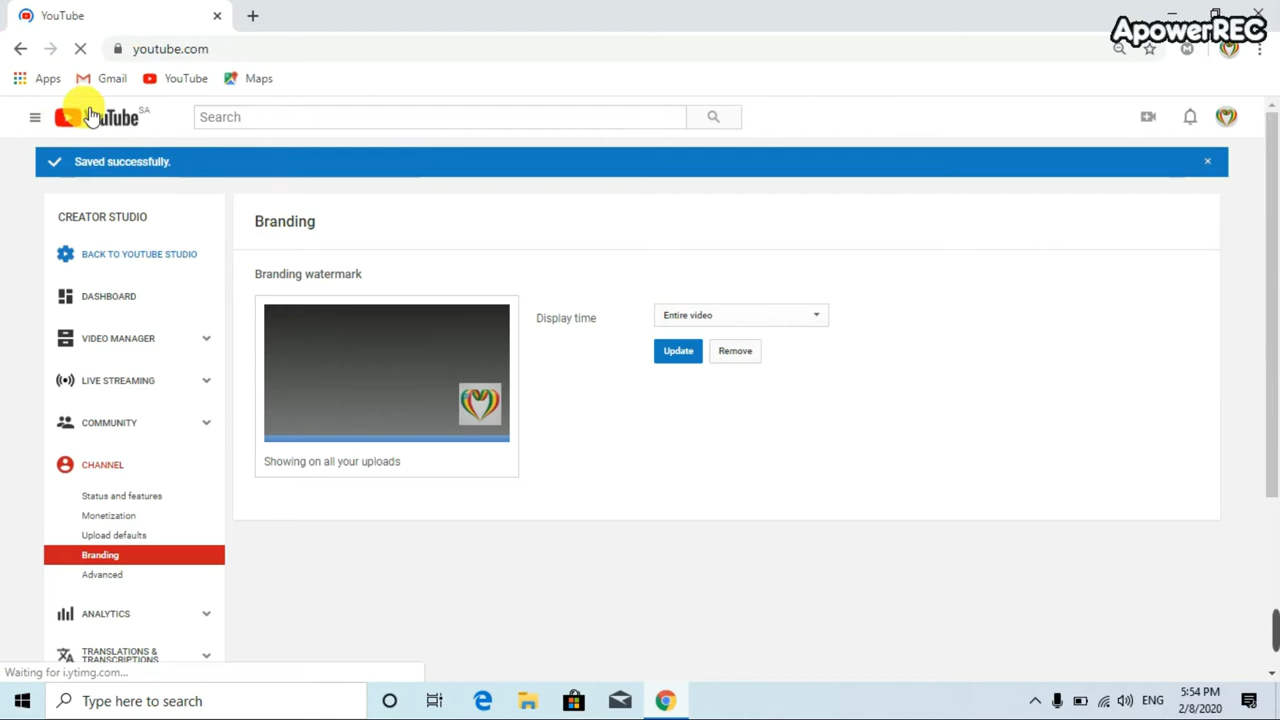 YouTube
ApowerREC
youtube.com
Apps
Gmail
YouTube
Maps
SA
Search
Saved successfully.
CREATOR STUDIO
BACK TO YOUTUBE STUDIO
DASHBOARD
VIDEO MANAGER
LIVE STREAMING
COMMUNITY
CHANNEL
Status and features
Monetization
Upload defaults
Branding
Advanced
ANALYTICS
TRANSLATIONS &
TRANSCRIPTIONS
Branding
Branding watermark
Display time
Entire video
Update
Remove
Showing on all your uploads
Waiting for i.ytimg.com...
Type here to search
ENG
5:54 PM
2/8/2020